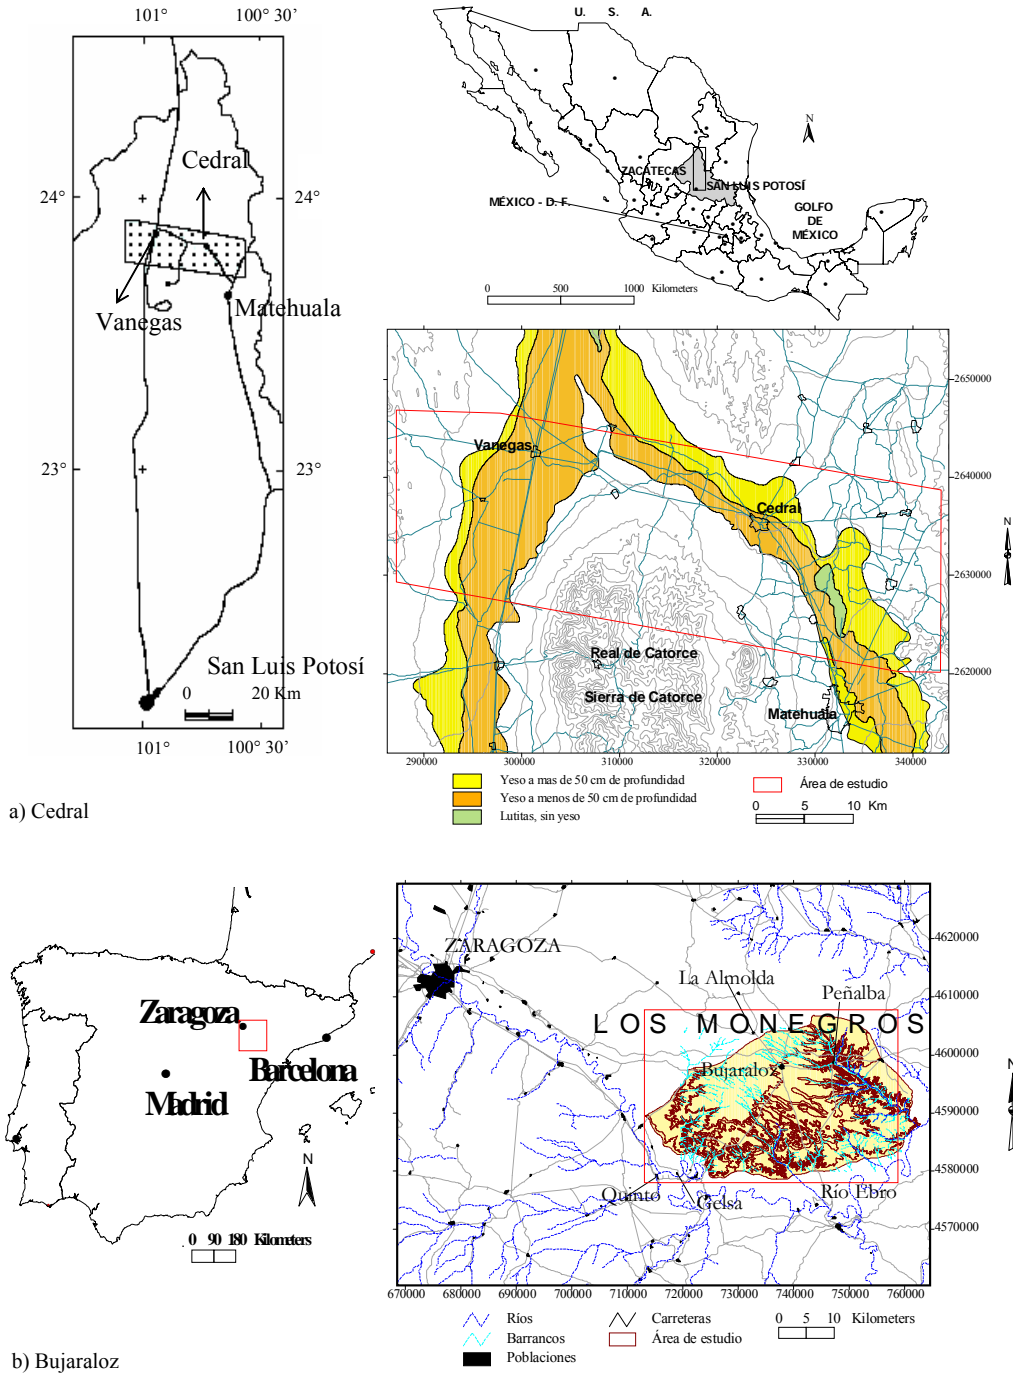 101°
100° 30’
24°
24°
Cedral
Vanegas
Matehuala
23°
23°
San Luis Potosí
0 20 Km
101°
100° 30’
U. S. A.
N
ZACATECAS
SAN LUIS POTOSÍ
MÉXICO - D. F.
GOLFO
DE
MÉXICO
0 500 1000 Kilometers
2650000
2640000
2630000
2620000
N
Vanegas
Cedral
Real de Catorce
Sierra de Catorce
Matehuala
290000 300000 310000 320000 330000 340000
Yeso a mas de 50 cm de profundidad
Yeso a menos de 50 cm de profundidad
Lutitas, sin yeso
Área de estudio
0 5 10 Km
a) Cedral
Zaragoza
Barcelona
Madrid
N
0 90 180 Kilometers
ZARAGOZA
La Almolda
Peñalba
LOS MONEGROS
Bujaraloz
Quinto
Gelsa
Río Ebro
4620000
4610000
4600000
4590000
4580000
4570000
N
670000 680000 690000 700000 710000 720000 730000 740000 750000 760000
Ríos
Barrancos
Poblaciones
Carreteras
Área de estudio
0 5 10 Kilometers
b) Bujaraloz